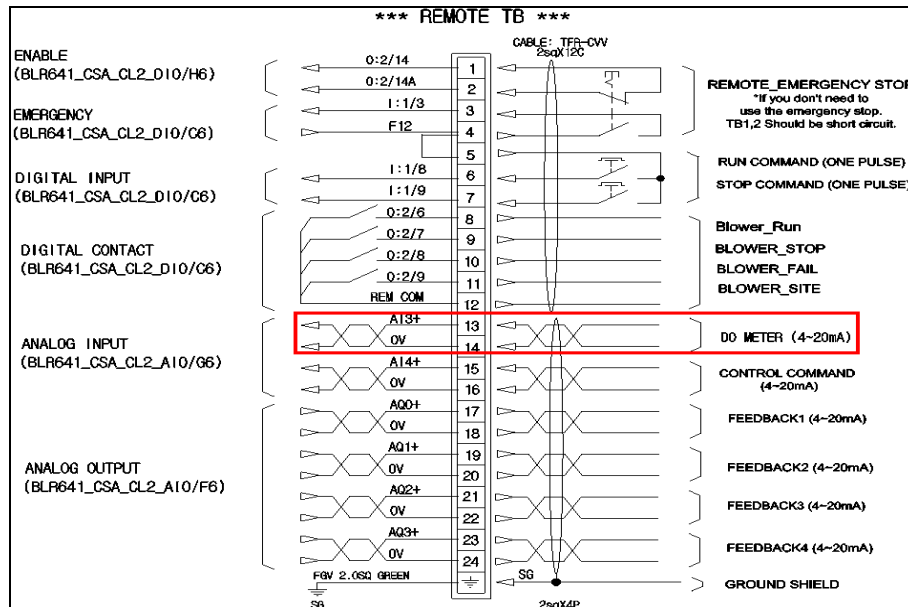 *** REMOTE TB ***
CABLE: TFR-CVV
2sqX12C
ENABLE
(BLR641_CSA_CL2_DIO/H6)
O:2/14
1
O:2/14A
2
REMOTE_EMERGENCY STOP
*If you don't need to
use the emergency stop.
TB1,2 Should be short circuit.
EMERGENCY
(BLR641_CSA_CL2_DIO/C6)
I:1/3
3
F12
4
5
DIGITAL INPUT
(BLR641_CSA_CL2_DIO/C6)
I:1/8
6
RUN COMMAND (ONE PULSE)
I:1/9
7
STOP COMMAND (ONE PULSE)
DIGITAL CONTACT
(BLR641_CSA_CL2_DIO/C6)
O:2/6
8
Blower_Run
O:2/7
9
BLOWER_STOP
O:2/8
10
BLOWER_FAIL
O:2/9
11
BLOWER_SITE
REM COM
12
ANALOG INPUT
(BLR641_CSA_CL2_AIO/G6)
AI3+
13
0V
14
DO METER (4~20mA)
AI4+
15
0V
16
CONTROL COMMAND
(4~20mA)
ANALOG OUTPUT
(BLR641_CSA_CL2_AIO/F6)
AQ0+
17
0V
18
FEEDBACK1 (4~20mA)
AQ1+
19
0V
20
FEEDBACK2 (4~20mA)
AQ2+
21
0V
22
FEEDBACK3 (4~20mA)
AQ3+
23
0V
24
FEEDBACK4 (4~20mA)
FGV 2.0SQ GREEN
SG
SG
GROUND SHIELD
2sqX4P